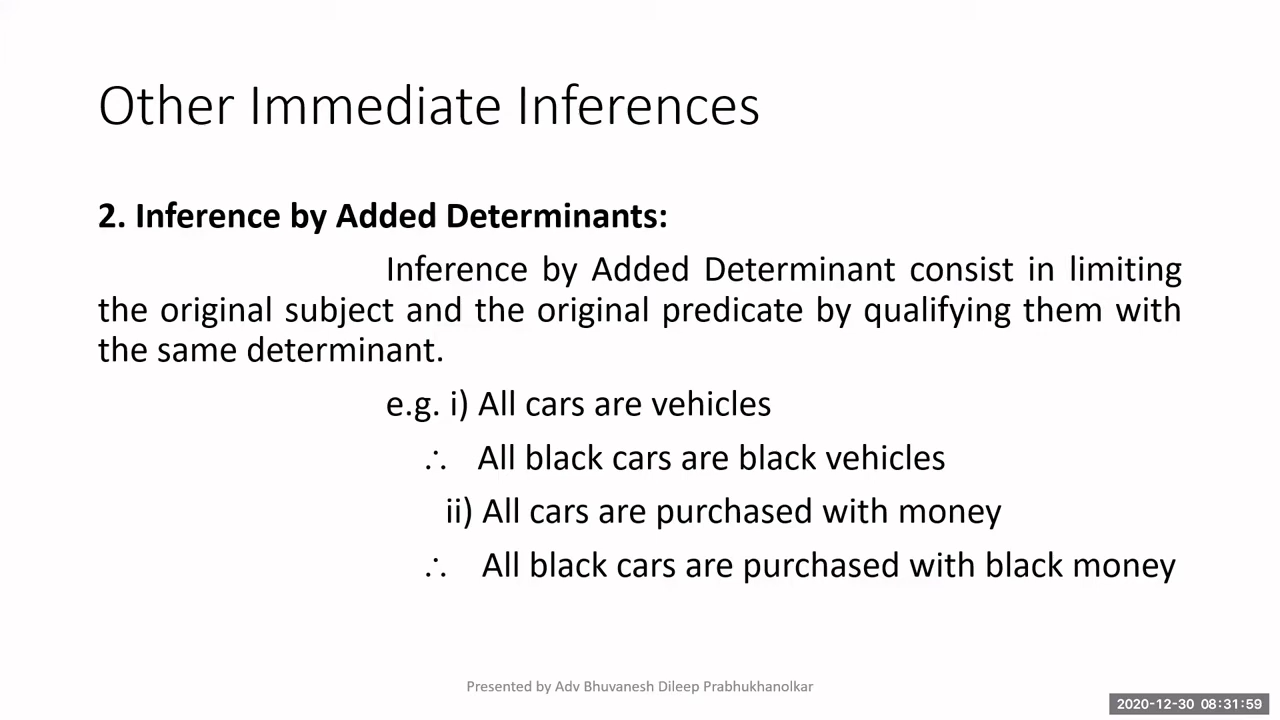 Other Immediate Inferences
2. Inference by Added Determinants:
Inference by Added Determinant consist in limiting
the original subject and the original predicate by qualifying them with
the same determinant.
e.g. i) All cars are vehicles
∴ All black cars are black vehicles
ii) All cars are purchased with money
∴ All black cars are purchased with black money
Presented by Adv Bhuvanesh Dileep Prabhukhanolkar
2020-12-30 08:31:59